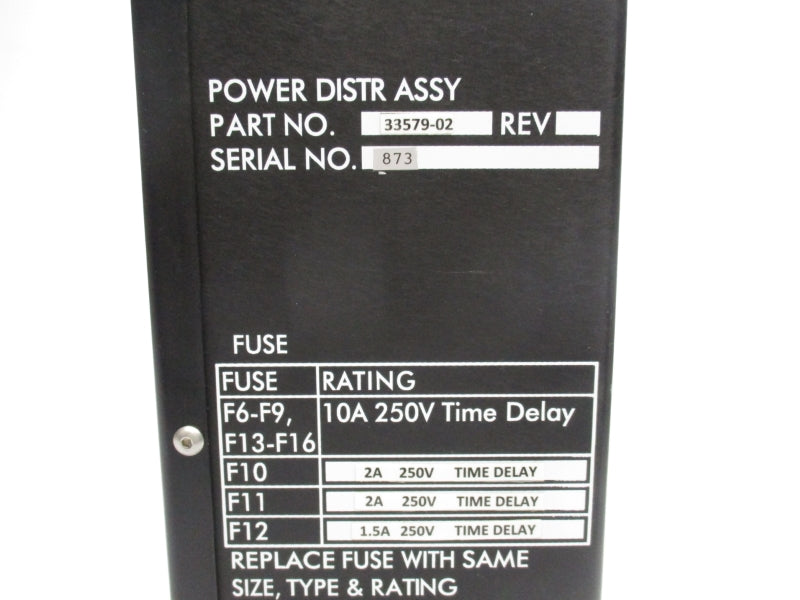 POWER DISTR ASSY
PART NO. 33579-02 REV
SERIAL NO. 873
FUSE
FUSE RATING
F6-F9, 10A 250V Time Delay
F13-F16
F10 2A 250V TIME DELAY
F11 2A 250V TIME DELAY
F12 1.5A 250V TIME DELAY
REPLACE FUSE WITH SAME
SIZE, TYPE & RATING